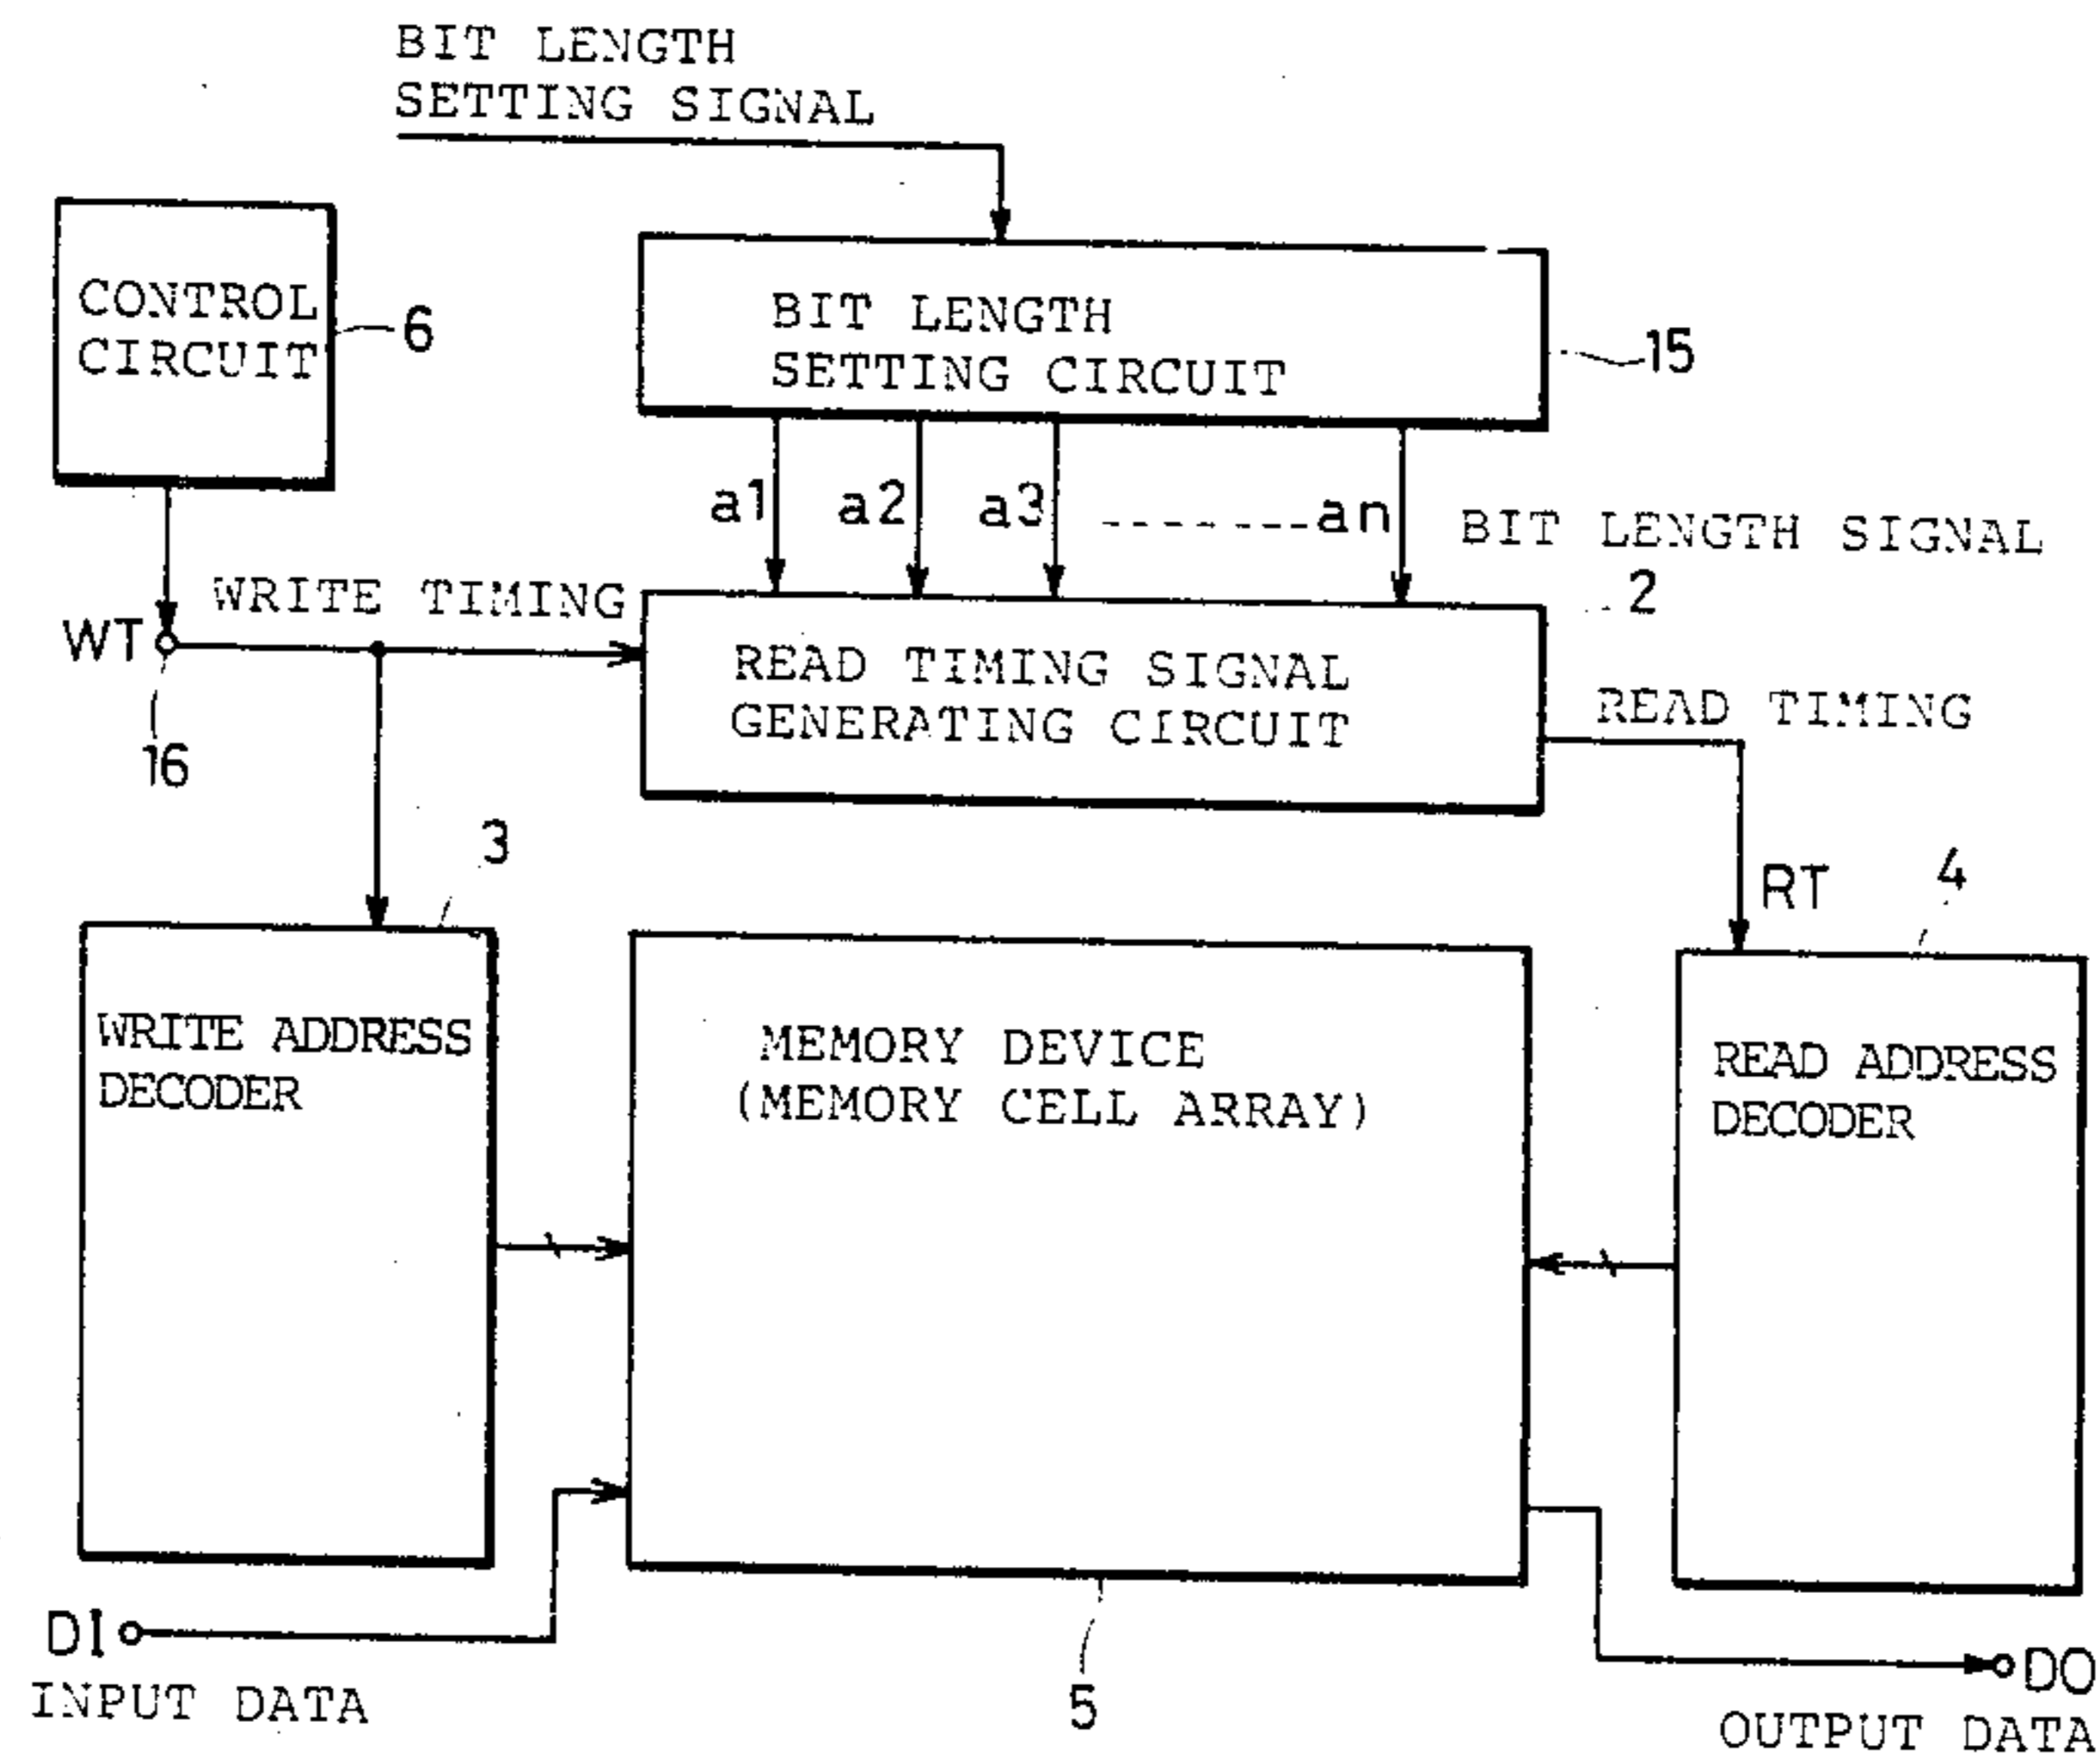 BIT LENGTH
SETTING SIGNAL
CONTROL
CIRCUIT
6
BIT LENGTH
SETTING CIRCUIT
15
a1 a2 a3 an
BIT LENGTH SIGNAL
2
WRITE TIMING
WT
16
READ TIMING SIGNAL
GENERATING CIRCUIT
READ TIMING
RT
3
4
WRITE ADDRESS
DECODER
MEMORY DEVICE
(MEMORY CELL ARRAY)
READ ADDRESS
DECODER
DI
INPUT DATA
5
DO
OUTPUT DATA